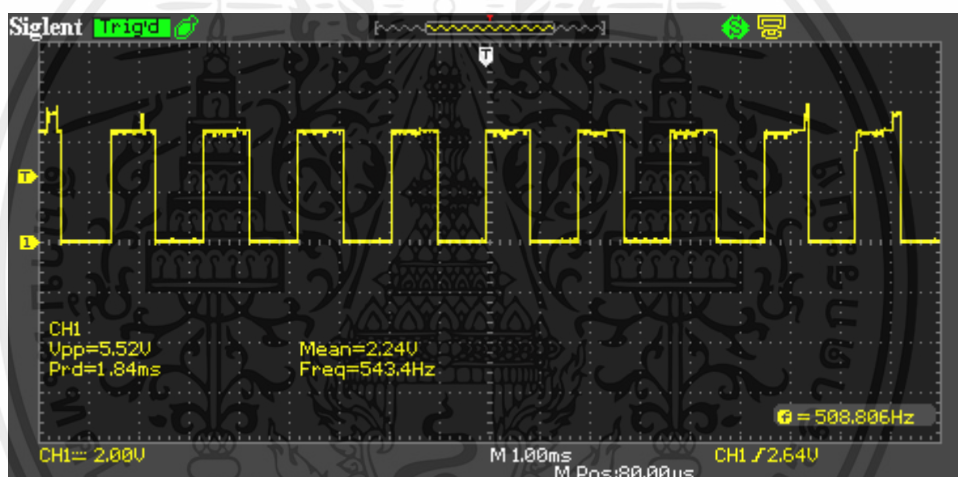 Siglent Trig'd
T
T
1
CH1
Vpp=5.52V Mean=2.24V
Prd=1.84ms Freq=543.4Hz
F = 508.806Hz
CH1 2.00V M 1.00ms CH1 2.64V
M Pos:80.00us